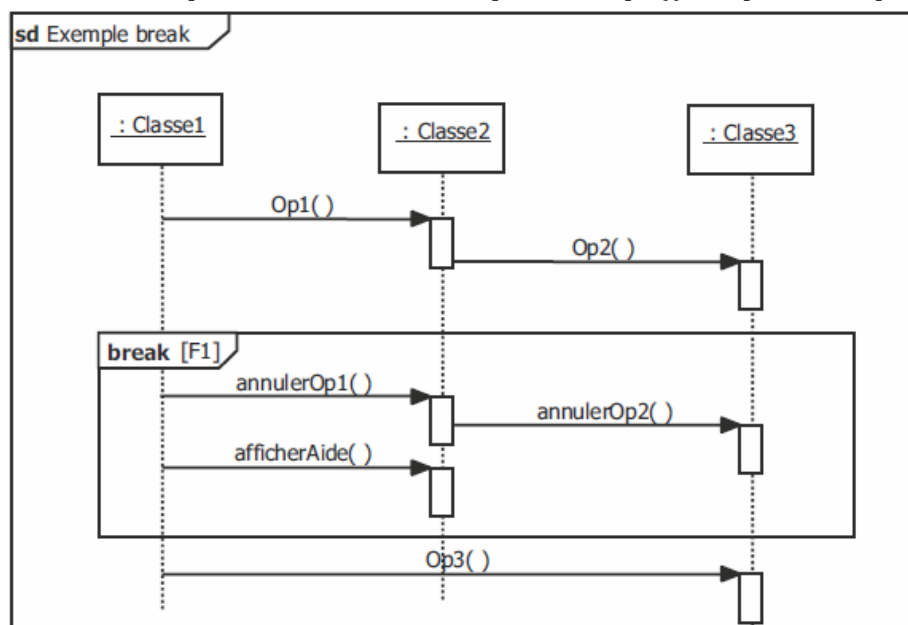 sd Exemple break
: Classe1
: Classe2
: Classe3
Op1( )
Op2( )
break [F1]
annulerOp1( )
annulerOp2( )
afficherAide( )
Op3( )